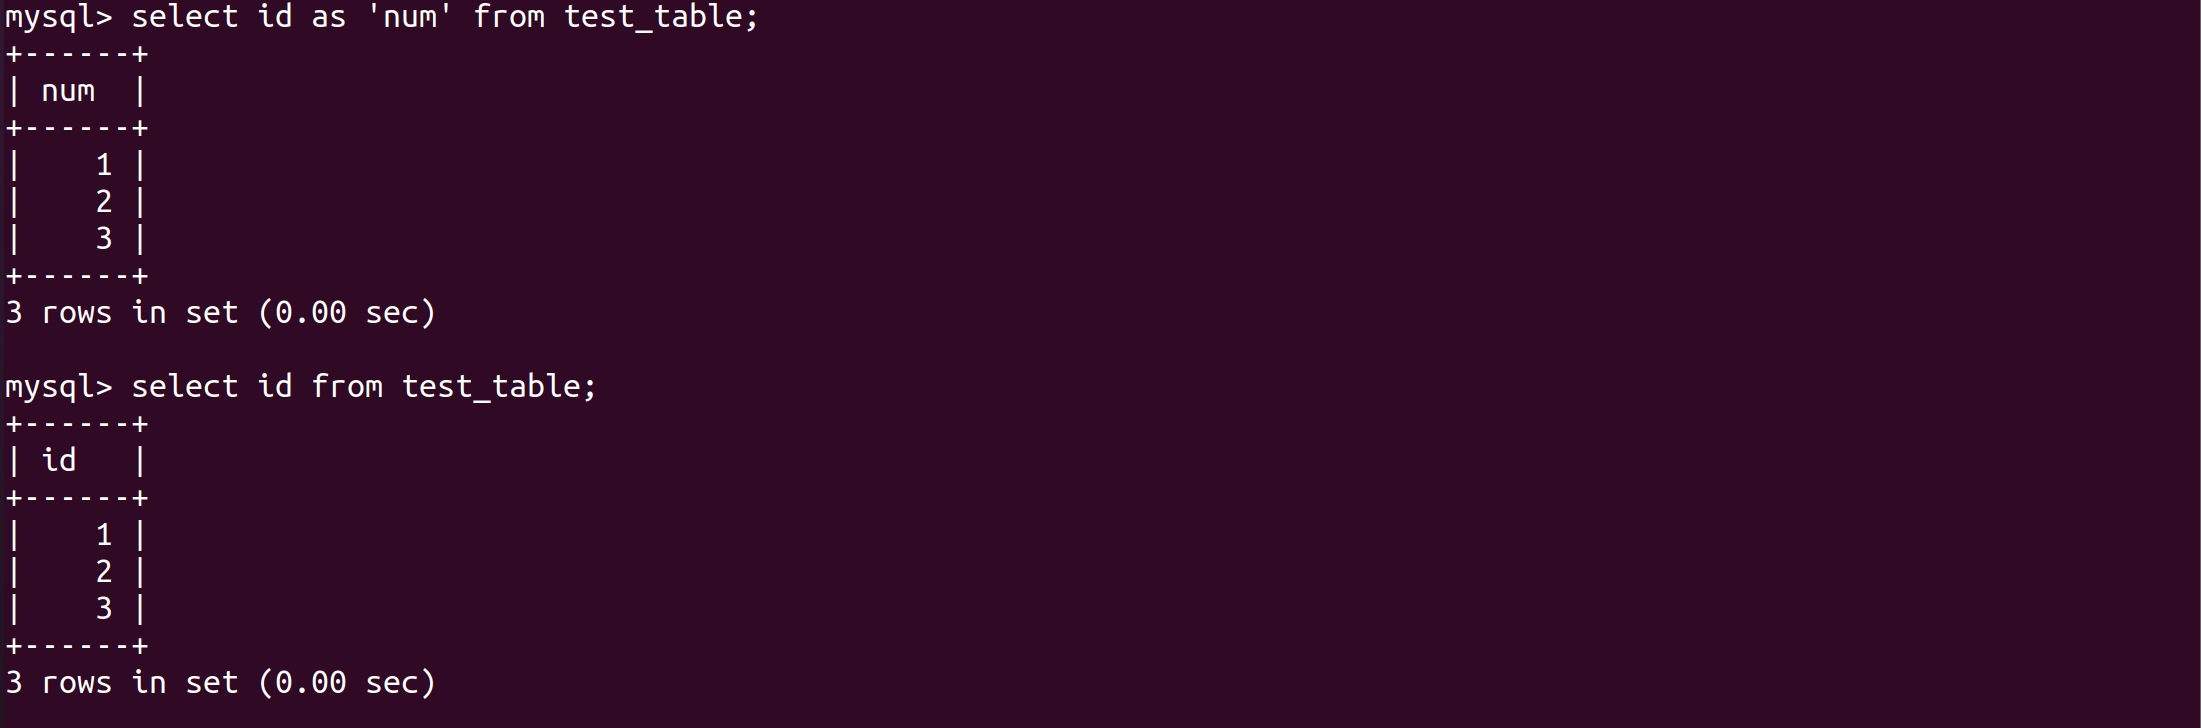 mysql> select id as 'num' from test_table;
+------+
| num  |
+------+
|    1 |
|    2 |
|    3 |
+------+
3 rows in set (0.00 sec)

mysql> select id from test_table;
+------+
| id   |
+------+
|    1 |
|    2 |
|    3 |
+------+
3 rows in set (0.00 sec)